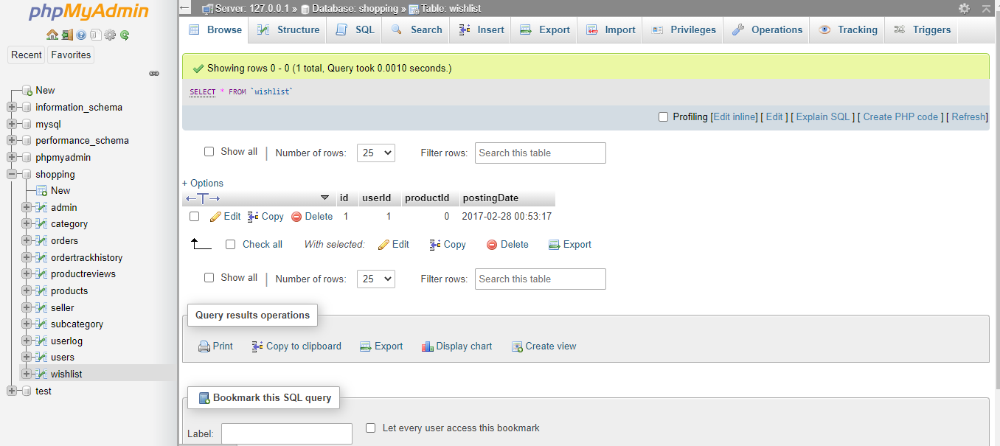 phpMyAdmin
Recent Favorites
New
information_schema
mysql
performance_schema
phpmyadmin
shopping
New
admin
category
orders
ordertrackhistory
productreviews
products
seller
subcategory
userlog
users
wishlist
test
Server: 127.0.0.1 » Database: shopping » Table: wishlist
Browse Structure SQL Search Insert Export Import Privileges Operations Tracking Triggers
Showing rows 0 - 0 (1 total, Query took 0.0010 seconds.)
SELECT * FROM `wishlist`
Profiling [Edit inline] [ Edit ] [ Explain SQL ] [ Create PHP code ] [ Refresh]
Show all | Number of rows: 25 Filter rows: Search this table
+ Options
←T→ id userId productId postingDate
Edit Copy Delete 1 1 0 2017-02-28 00:53:17
Check all With selected: Edit Copy Delete Export
Show all | Number of rows: 25 Filter rows: Search this table
Query results operations
Print Copy to clipboard Export Display chart Create view
Bookmark this SQL query
Label: Let every user access this bookmark